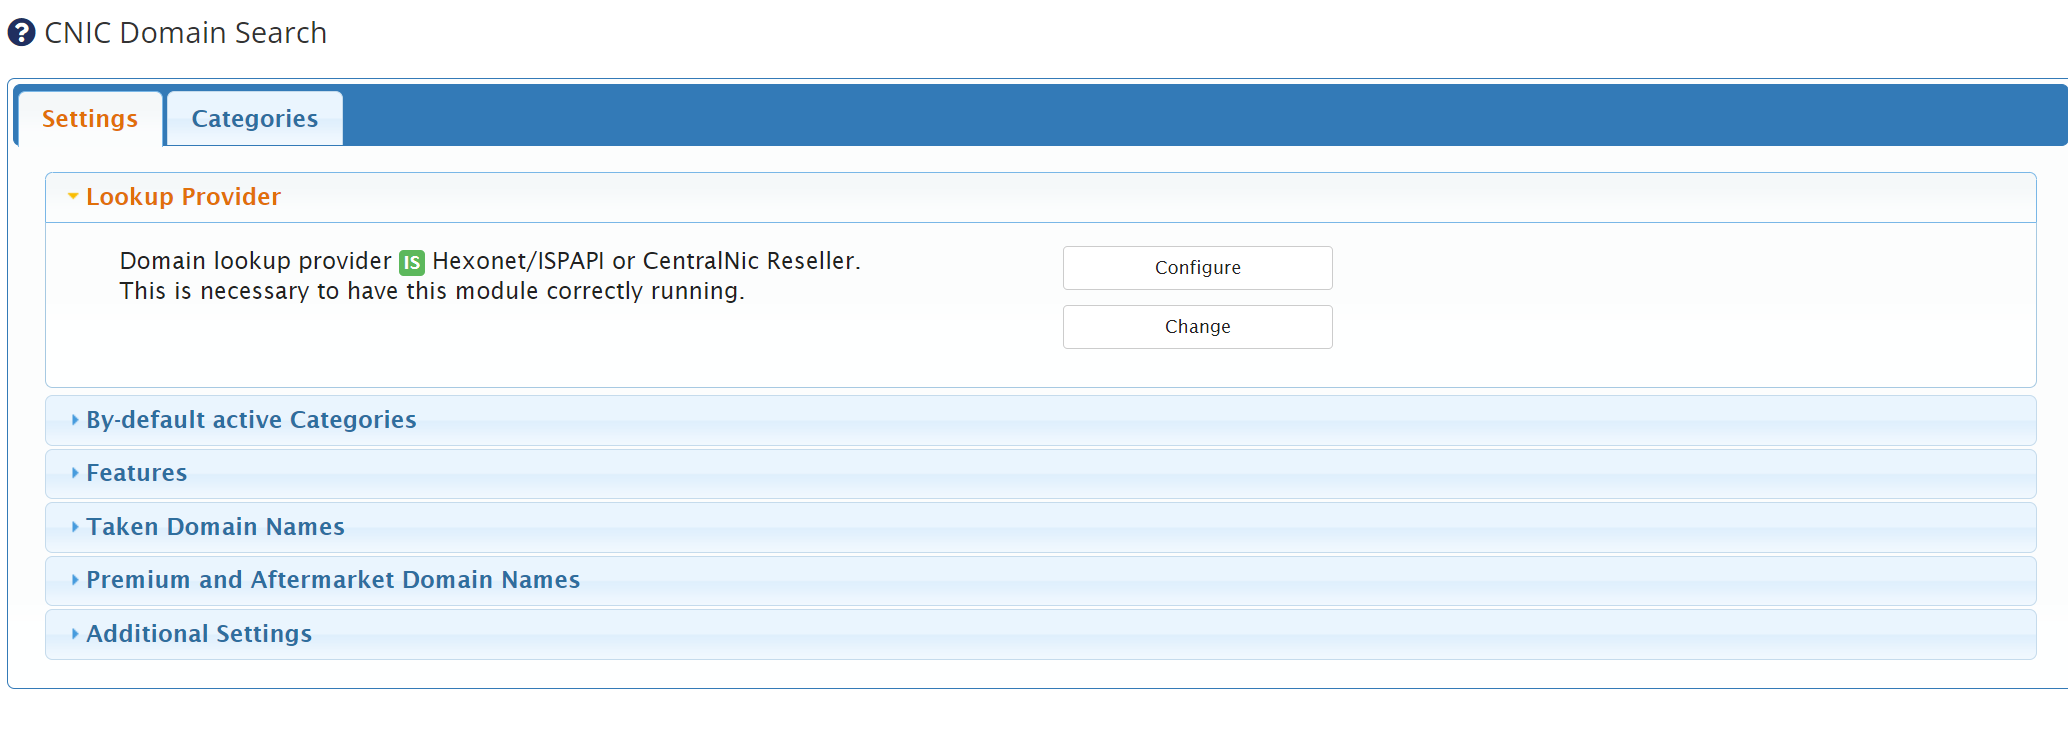 CNIC Domain Search
Settings
Categories
Lookup Provider
Domain lookup provider IS Hexonet/ISPAPI or CentralNic Reseller.
This is necessary to have this module correctly running.
Configure
Change
By-default active Categories
Features
Taken Domain Names
Premium and Aftermarket Domain Names
Additional Settings